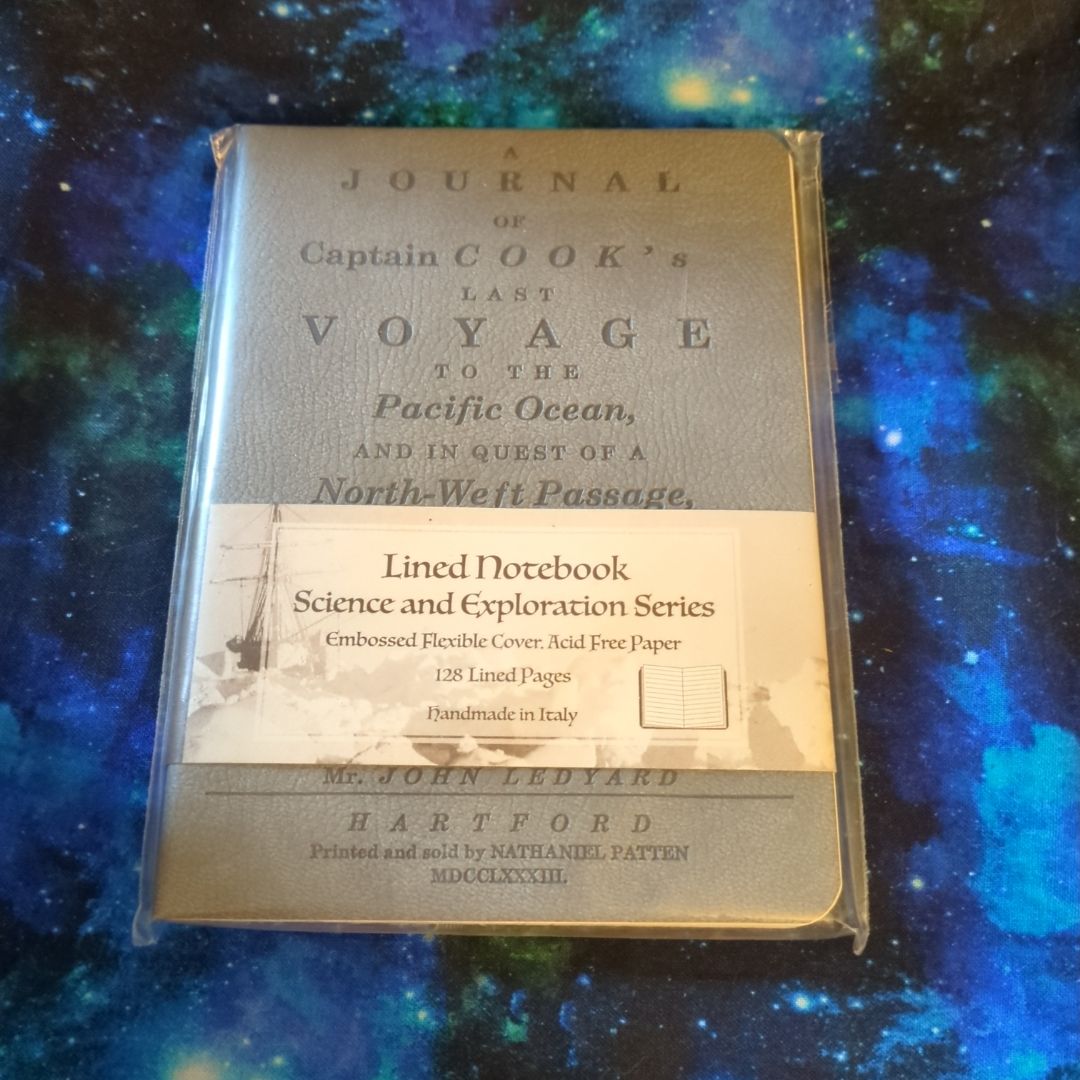 A
JOURNAL
OF
Captain COOK's
LAST
VOYAGE
TO THE
Pacific Ocean,
AND IN QUEST OF A
North-Weſt Passage,
Lined Notebook
Science and Exploration Series
Embossed Flexible Cover. Acid Free Paper
128 Lined Pages
Handmade in Italy
Mr. JOHN LEDYARD
HARTFORD
Printed and sold by NATHANIEL PATTEN
MDCCLXXXIII.